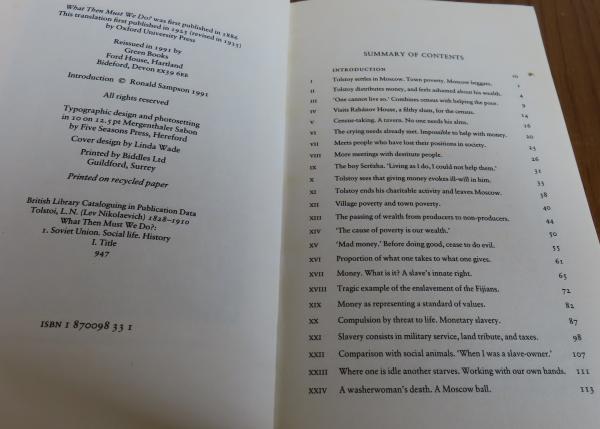 What Then Must We Do? was first published in 1886
This translation first published in 1925 (revised in 1935)
by Oxford University Press
Reissued in 1991 by
Green Books
Ford House, Hartland
Bideford, Devon EX39 6EE
Introduction © Ronald Sampson 1991
All rights reserved
Typographic design and photosetting
in 10 on 12.5 pt Mergenthaler Sabon
by Five Seasons Press, Hereford
Cover design by Linda Wade
Printed by Biddles Ltd
Guildford, Surrey
Printed on recycled paper
British Library Cataloguing in Publication Data
Tolstoi, L.N. (Lev Nikolaevich) 1828–1910
What Then Must We Do?:
1. Soviet Union. Social life. History
I. Title
947
ISBN 1 870098 33 1
SUMMARY OF CONTENTS
INTRODUCTION 10
I Tolstoy settles in Moscow. Town poverty. Moscow beggars. 1
II Tolstoy distributes money, and feels ashamed about his wealth. 4
III 'One cannot live so.' Combines census with helping the poor. 9
IV Visits Rzhánov House, a filthy slum, for the census. 14
V Census-taking. A tavern. No one needs his alms. 16
VI The crying needs already met. Impossible to help with money. 20
VII Meets people who have lost their positions in society. 23
VIII More meetings with destitute people. 26
IX The boy Serëzha. 'Living as I do, I could not help them.' 31
X Tolstoy sees that giving money evokes ill-will in him. 33
XI Tolstoy ends his charitable activity and leaves Moscow. 38
XII Village poverty and town poverty. 40
XIII The passing of wealth from producers to non-producers. 44
XIV 'The cause of poverty is our wealth.' 50
XV 'Mad money.' Before doing good, cease to do evil. 55
XVI Proportion of what one takes to what one gives. 61
XVII Money. What is it? A slave's innate right. 65
XVIII Tragic example of the enslavement of the Fijians. 72
XIX Money as representing a standard of values. 82
XX Compulsion by threat to life. Monetary slavery. 87
XXI Slavery consists in military service, land tribute, and taxes. 98
XXII Comparison with social animals. 'When I was a slave-owner.' 107
XXIII Where one is idle another starves. Working with our own hands. 111
XXIV A washerwoman's death. A Moscow ball. 113